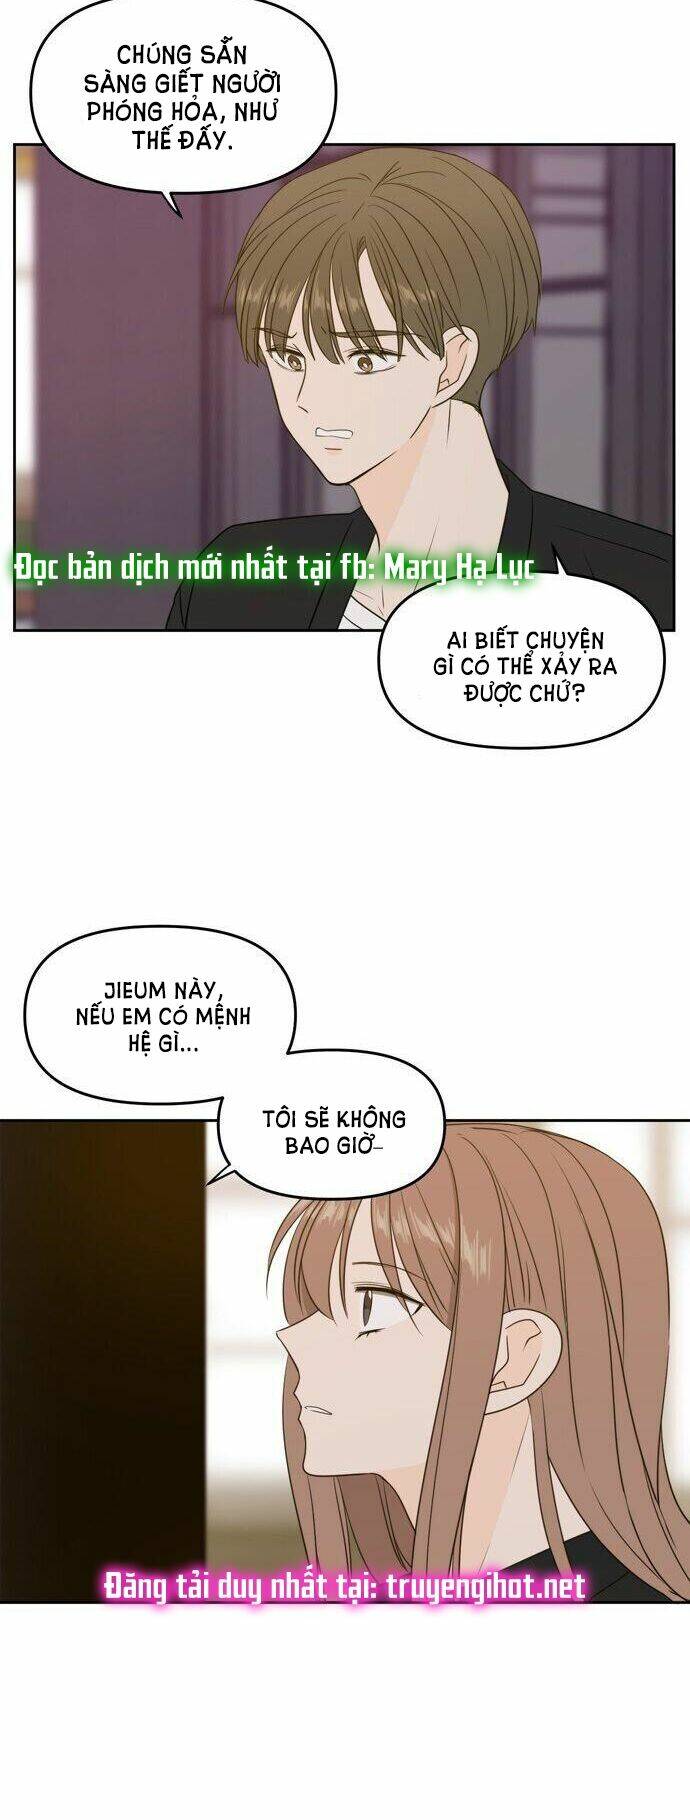 CHÚNG SẴN
SÀNG GIẾT NGƯỜI
PHÓNG HỎA, NHƯ
THẾ ĐẤY.
Đọc bản dịch mới nhất tại fb: Mary Hạ Lục
AI BIẾT CHUYỆN
GÌ CÓ THỂ XẢY RA
ĐƯỢC CHỨ?
JIEUM NÀY,
NẾU EM CÓ MỆNH
HỆ GÌ...
TÔI SẼ KHÔNG
BAO GIỜ-
Đăng tải duy nhất tại: truyengihot.net